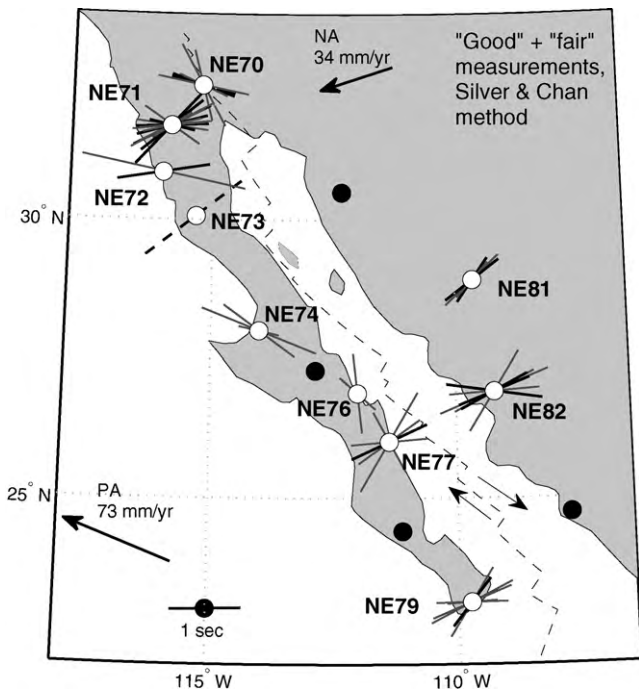 NA
34 mm/yr
"Good" + "fair"
measurements,
Silver & Chan
method
NE70
NE71
NE72
NE73
30° N
NE81
NE74
NE76
NE82
NE77
PA
73 mm/yr
25° N
NE79
1 sec
115° W
110° W